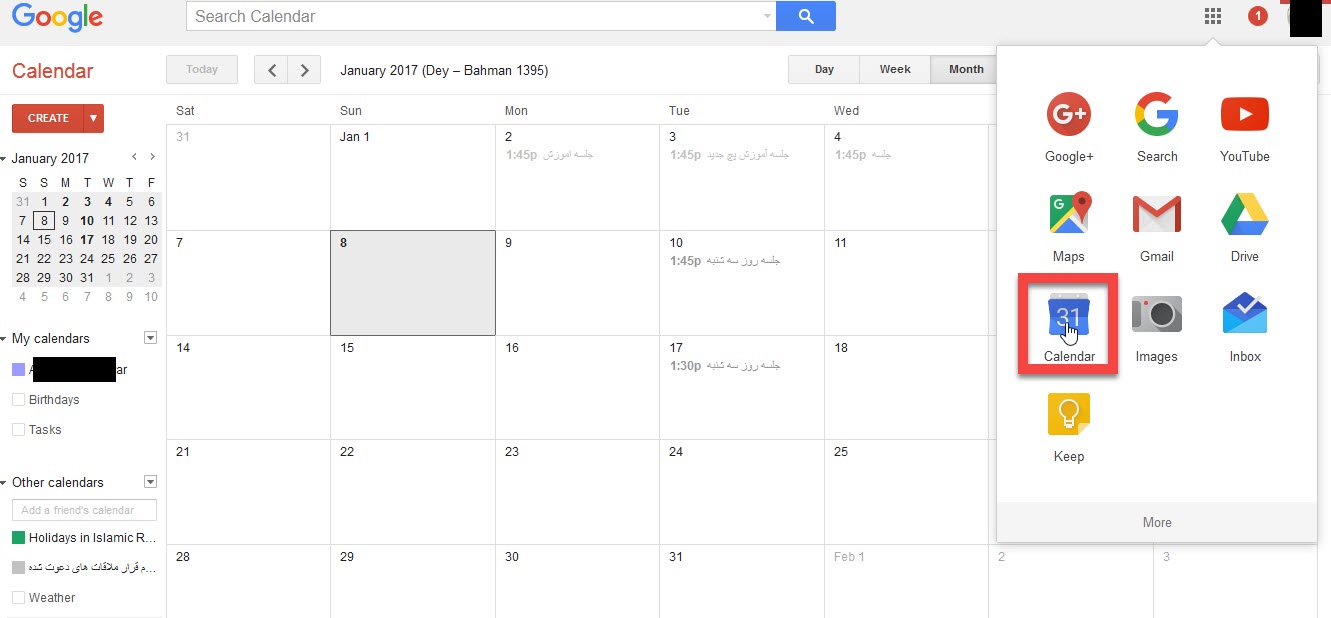 Google
Search Calendar
1
Calendar
Today
January 2017 (Dey – Bahman 1395)
Day Week Month
CREATE
January 2017
S S M T W T F
31 1 2 3 4 5 6
7 8 9 10 11 12 13
14 15 16 17 18 19 20
21 22 23 24 25 26 27
28 29 30 31 1 2 3
4 5 6 7 8 9 10
My calendars
ar
Birthdays
Tasks
Other calendars
Add a friend's calendar
Holidays in Islamic R...
م قرار ملاقات های دعوت شده...
Weather
Sat Sun Mon Tue Wed
31 Jan 1 2 3 4
1:45p جلسه اموزش
1:45p جلسه آموزش پچ جدید
1:45p جلسه
7 8 9 10 11
1:45p جلسه روز سه شنبه
14 15 16 17 18
1:30p جلسه روز سه شنبه
21 22 23 24 25
28 29 30 31 Feb 1 2 3
G+ G
Google+ Search YouTube
G
Maps Gmail Drive
31
Calendar Images Inbox
Keep
More